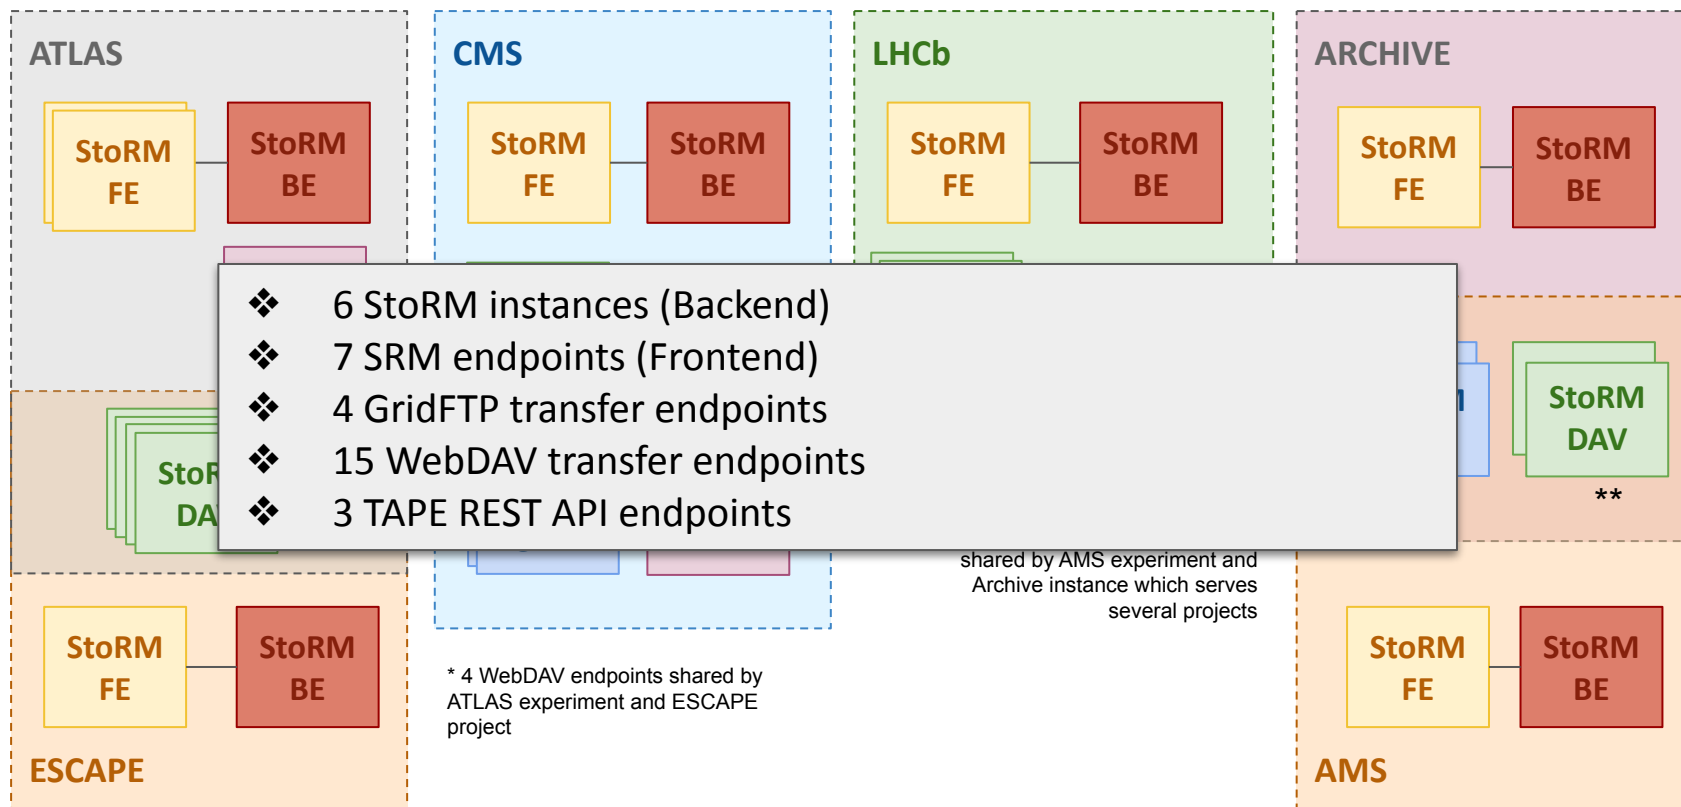 ATLAS
StoRM
FE
StoRM
BE
CMS
StoRM
FE
StoRM
BE
LHCb
StoRM
FE
StoRM
BE
ARCHIVE
StoRM
FE
StoRM
BE
❖ 6 StoRM instances (Backend)
❖ 7 SRM endpoints (Frontend)
❖ 4 GridFTP transfer endpoints
❖ 15 WebDAV transfer endpoints
❖ 3 TAPE REST API endpoints
StoRM
DAV
**
shared by AMS experiment and
Archive instance which serves
several projects
StoRM
FE
StoRM
BE
ESCAPE
* 4 WebDAV endpoints shared by
ATLAS experiment and ESCAPE
project
StoRM
FE
StoRM
BE
AMS